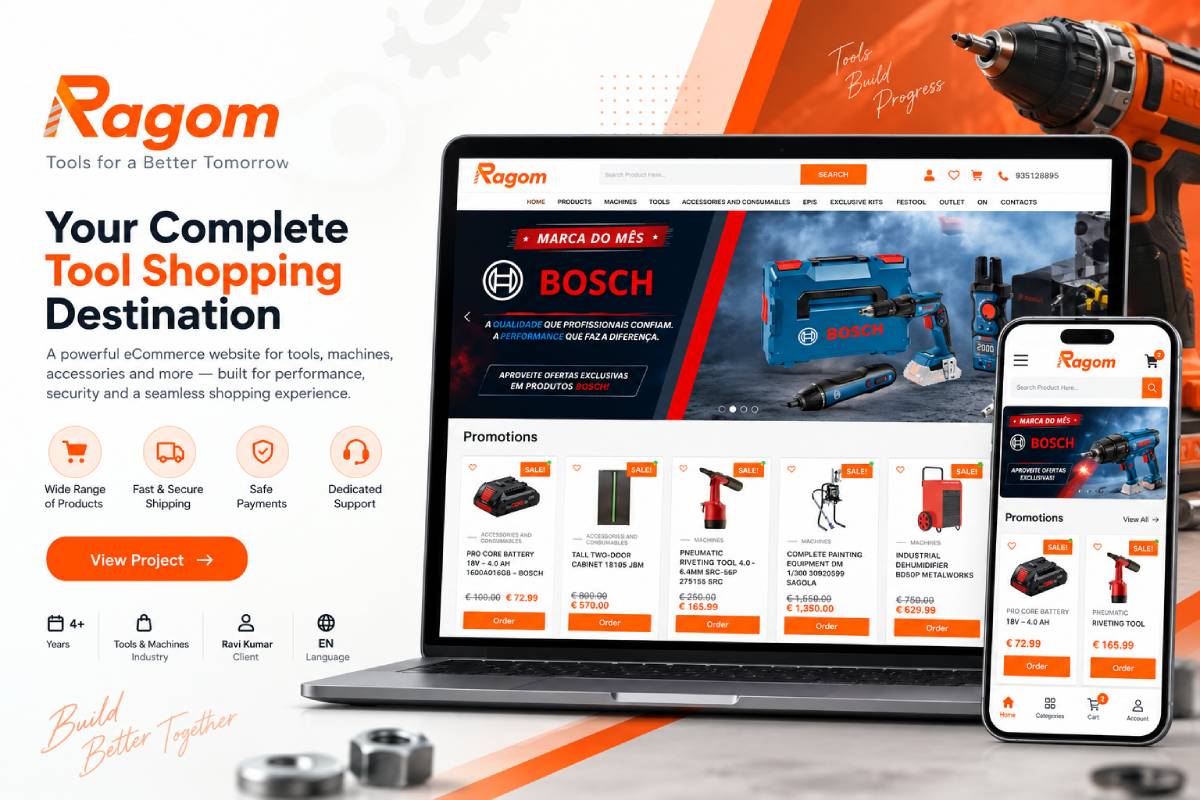 Ragom
Tools for a Better Tomorrow
Your Complete
Tool Shopping
Destination
A powerful eCommerce website for tools, machines,
accessories and more — built for performance,
security and a seamless shopping experience.
Wide Range
of Products
Fast & Secure
Shipping
Safe
Payments
Dedicated
Support
View Project →
4+
Years
Tools & Machines
Industry
Ravi Kumar
Client
EN
Language
Build
Better Together
Tools
Build
Progress
Ragom
Search Product Here...
SEARCH
935128895
HOME PRODUCTS MACHINES TOOLS ACCESSORIES AND CONSUMABLES EPIS EXCLUSIVE KITS FESTOOL OUTLET ON CONTACTS
MARCA DO MÊS
BOSCH
A QUALIDADE QUE PROFISSIONAIS CONFIAM.
A PERFORMANCE QUE FAZ A DIFERENÇA.
APROVEITE OFERTAS EXCLUSIVAS
EM PRODUTOS BOSCH!
BOSCH
Promotions
SALE!
ACCESSORIES AND
CONSUMABLES
PRO CORE BATTERY
18V – 4.0 AH
1600A016GB – BOSCH
€ 100.00 € 72.99
Order
SALE!
ACCESSORIES AND
CONSUMABLES
TALL TWO-DOOR
CABINET 18105 JBM
€ 800.00
€ 570.00
Order
SALE!
MACHINES
PNEUMATIC
RIVETING TOOL 4.0 -
6.4MM SRC-56P
275155 SRC
€ 250.00
€ 165.99
Order
SALE!
MACHINES
COMPLETE PAINTING
EQUIPMENT DM
1/300 30920599
SAGOLA
€ 1,550.00
€ 1,350.00
Order
SALE!
MACHINES
INDUSTRIAL
DEHUMIDIFIER
BD50P METALWORKS
€ 750.00
€ 629.99
Order
Ragom
2
Search Product Here...
MARCA DO MÊS
BOSCH
APROVEITE OFERTAS
EXCLUSIVAS!
Promotions
View All →
SALE!
PRO CORE BATTERY
18V – 4.0 AH
€ 72.99
Order
SALE!
PNEUMATIC
RIVETING TOOL
€ 165.99
Order
Home
Categories
2
Cart
Account